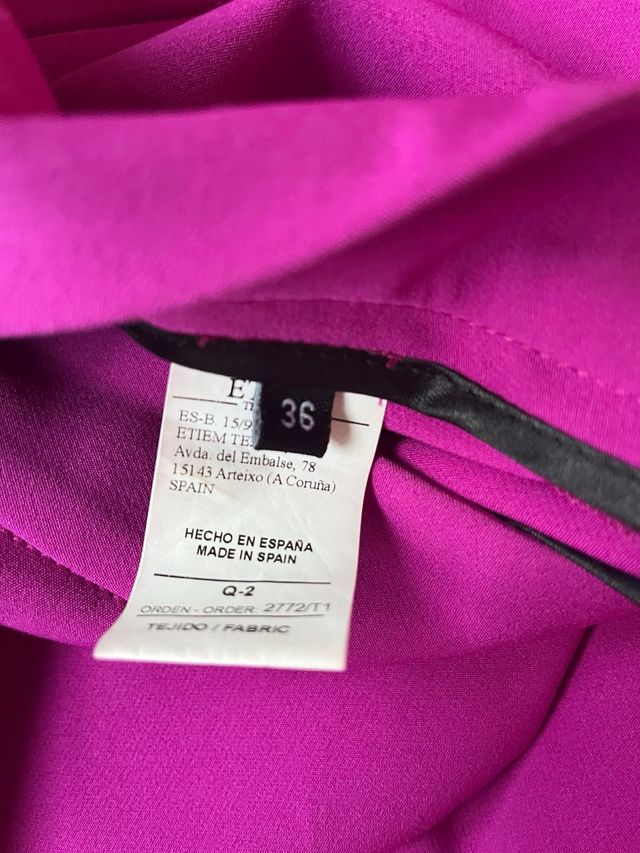 36
ES-B. 15/9
ETIEM TE
Avda. del Embalse, 78
15143 Arteixo (A Coruña)
SPAIN
HECHO EN ESPAÑA
MADE IN SPAIN
Q-2
ORDEN - ORDER: 2772/T1
TEJIDO / FABRIC